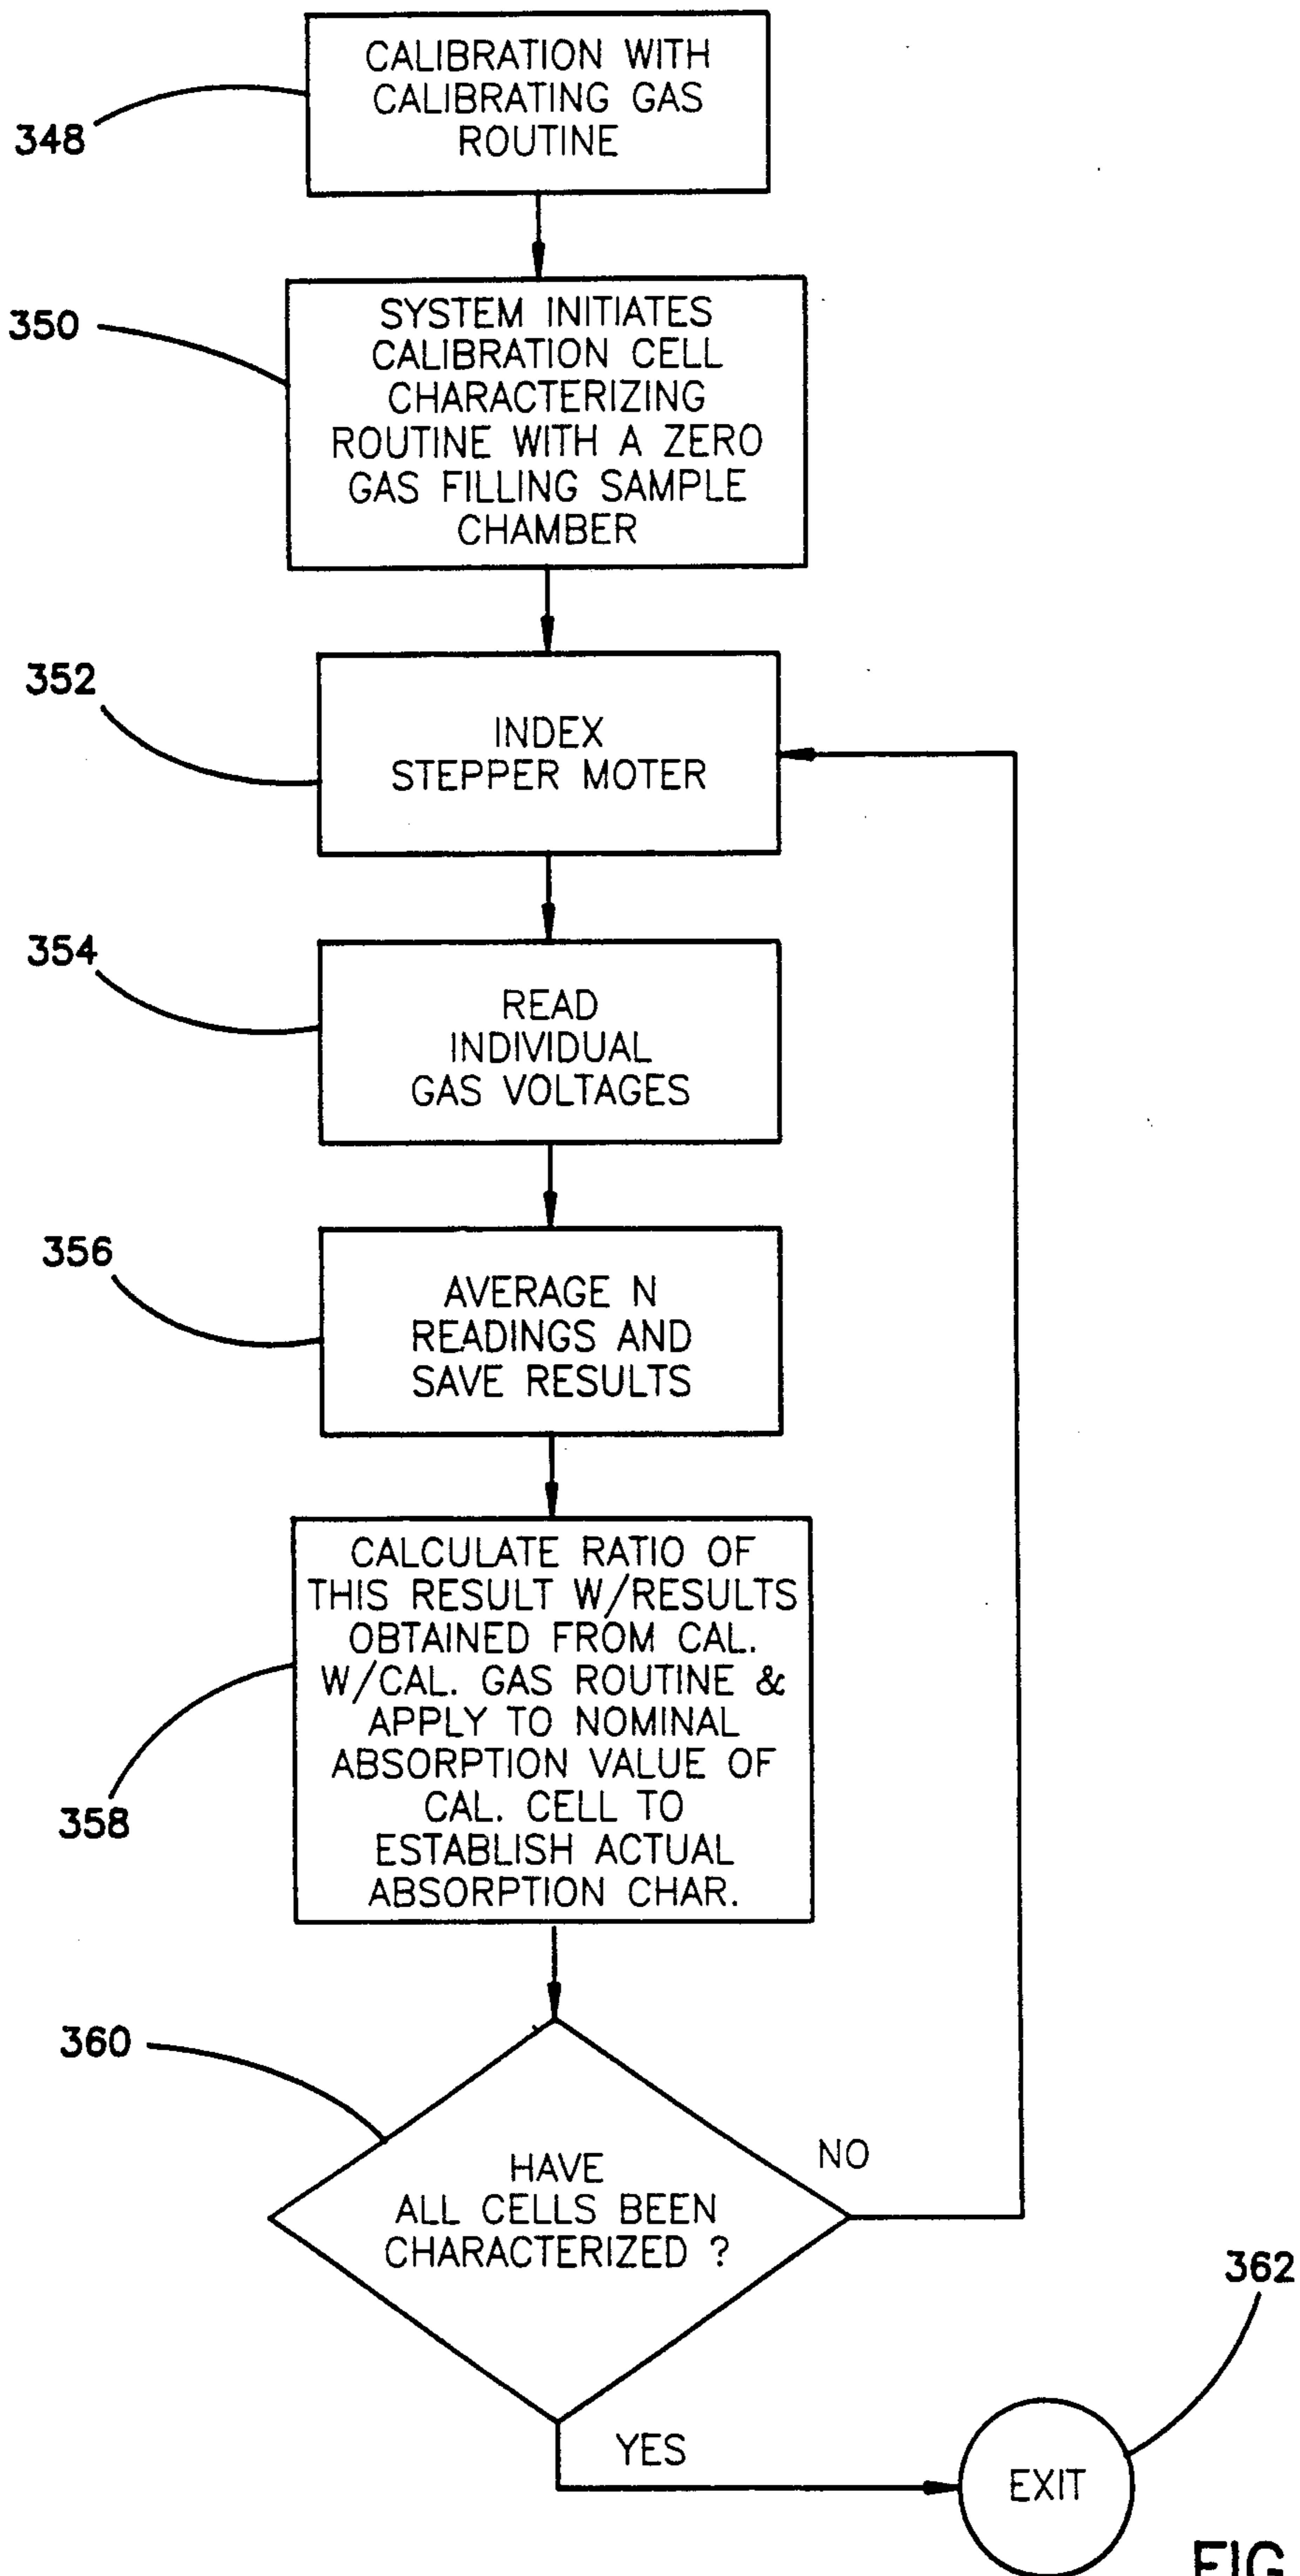 CALIBRATION WITH
CALIBRATING GAS
ROUTINE
348
SYSTEM INITIATES
CALIBRATION CELL
CHARACTERIZING
ROUTINE WITH A ZERO
GAS FILLING SAMPLE
CHAMBER
350
INDEX
STEPPER MOTER
352
READ
INDIVIDUAL
GAS VOLTAGES
354
AVERAGE N
READINGS AND
SAVE RESULTS
356
CALCULATE RATIO OF
THIS RESULT W/RESULTS
OBTAINED FROM CAL.
W/CAL. GAS ROUTINE &
APPLY TO NOMINAL
ABSORPTION VALUE OF
CAL. CELL TO
ESTABLISH ACTUAL
ABSORPTION CHAR.
358
360
HAVE
ALL CELLS BEEN
CHARACTERIZED ?
NO
362
YES
EXIT
FIG